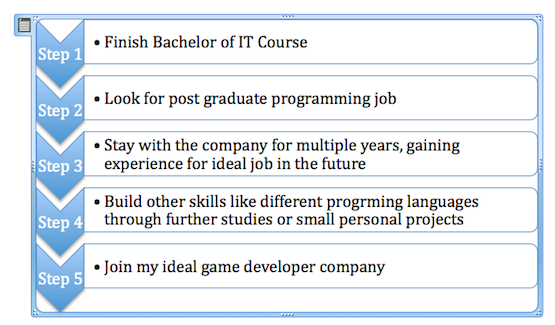 Step 1
• Finish Bachelor of IT Course
Step 2
• Look for post graduate programming job
Step 3
• Stay with the company for multiple years, gaining
experience for ideal job in the future
Step 4
• Build other skills like different progrming languages
through further studies or small personal projects
Step 5
• Join my ideal game developer company